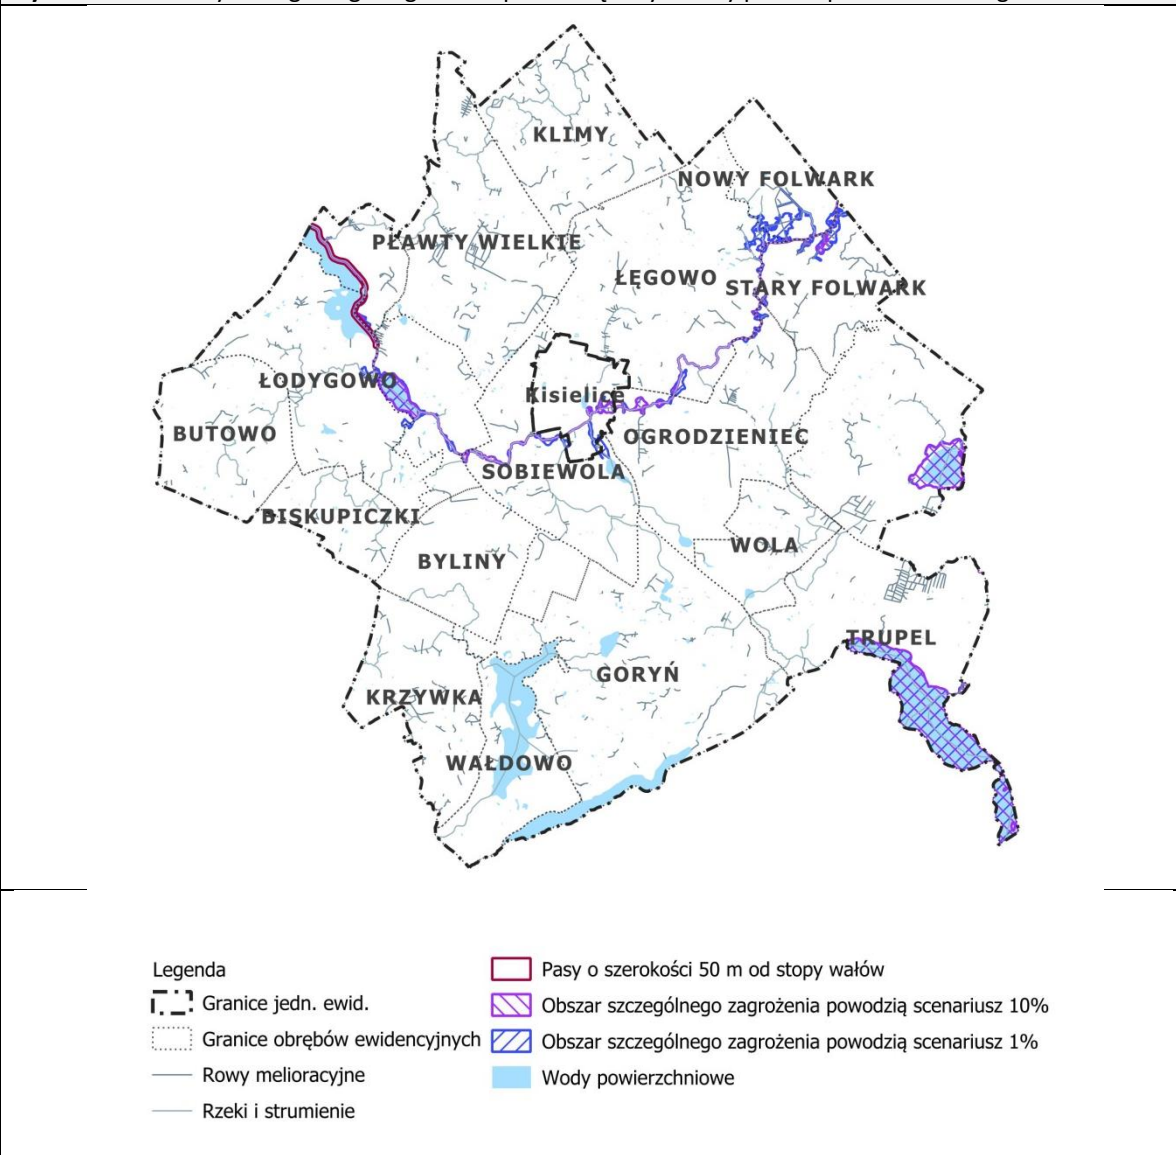 KLIMY
NOWY FOLWARK
PŁAWTY WIELKIE
ŁĘGOWO
STARY FOLWARK
ŁODYGOWO
Kisielice
BUTOWO
OGRODZIENIEC
SOBIEWOLA
BISKUPICZKI
WOLA
BYLINY
TRUPEL
GORYŃ
KRZYWKA
WAŁDOWO
Legenda
Granice jedn. ewid.
Granice obrębów ewidencyjnych
Rowy melioracyjne
Rzeki i strumienie
Pasy o szerokości 50 m od stopy wałów
Obszar szczególnego zagrożenia powodzią scenariusz 10%
Obszar szczególnego zagrożenia powodzią scenariusz 1%
Wody powierzchniowe